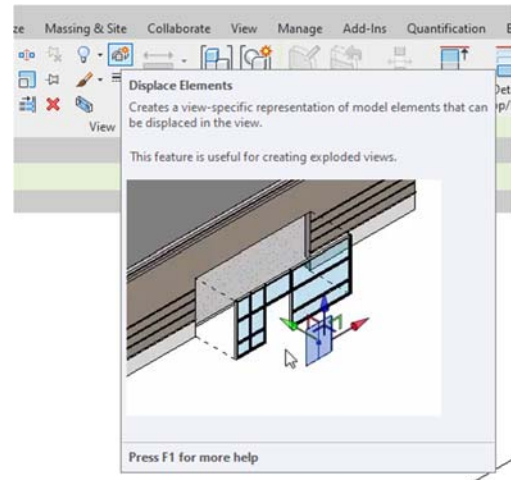 Massing & Site Collaborate View Manage Add-Ins Quantification
View
Displace Elements
Creates a view-specific representation of model elements that can
be displaced in the view.
This feature is useful for creating exploded views.
Press F1 for more help